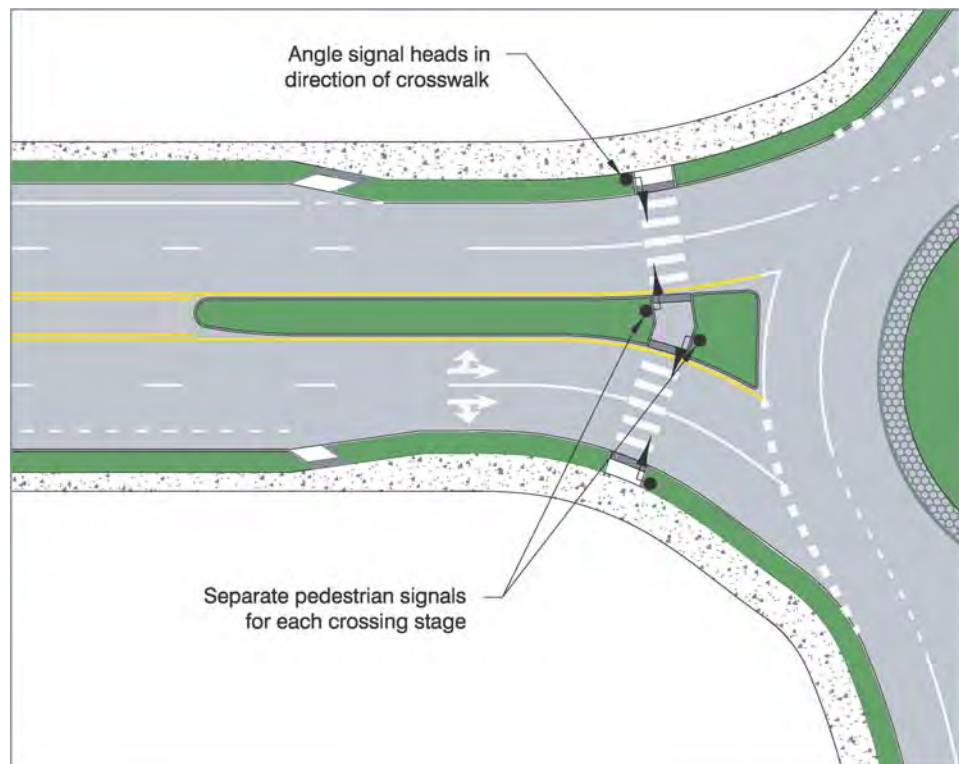 Angle signal heads in
direction of crosswalk
Separate pedestrian signals
for each crossing stage